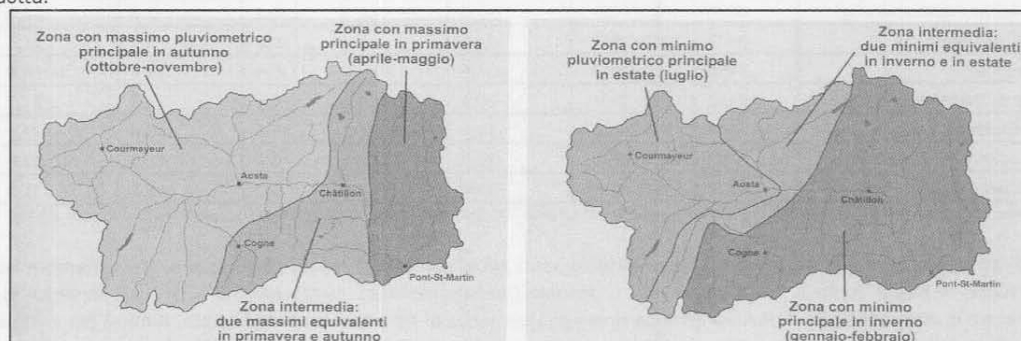 Zona con massimo pluviometrico
principale in autunno
(ottobre-novembre)
Zona con massimo
principale in primavera
(aprile-maggio)
Courmayeur
Aosta
Châtillon
Cogne
Pont-St-Martin
Zona intermedia:
due massimi equivalenti
in primavera e autunno
Zona con minimo
pluviometrico principale
in estate (luglio)
Zona intermedia:
due minimi equivalenti
in inverno e in estate
Courmayeur
Aosta
Châtillon
Cogne
Pont-St-Martin
Zona con minimo
principale in inverno
(gennaio-febbraio)